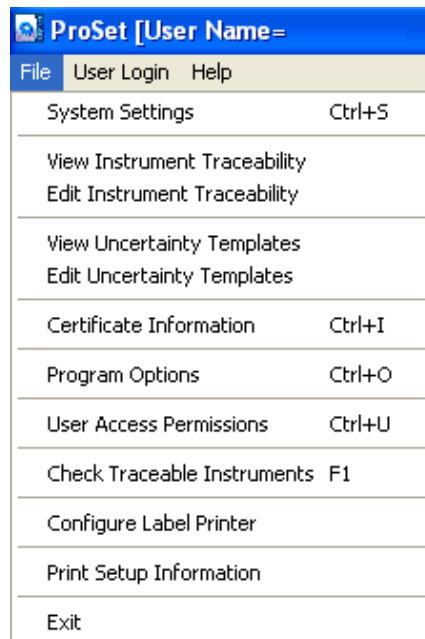 ProSet [User Name=
File User Login Help
System Settings Ctrl+S
View Instrument Traceability
Edit Instrument Traceability
View Uncertainty Templates
Edit Uncertainty Templates
Certificate Information Ctrl+I
Program Options Ctrl+O
User Access Permissions Ctrl+U
Check Traceable Instruments F1
Configure Label Printer
Print Setup Information
Exit